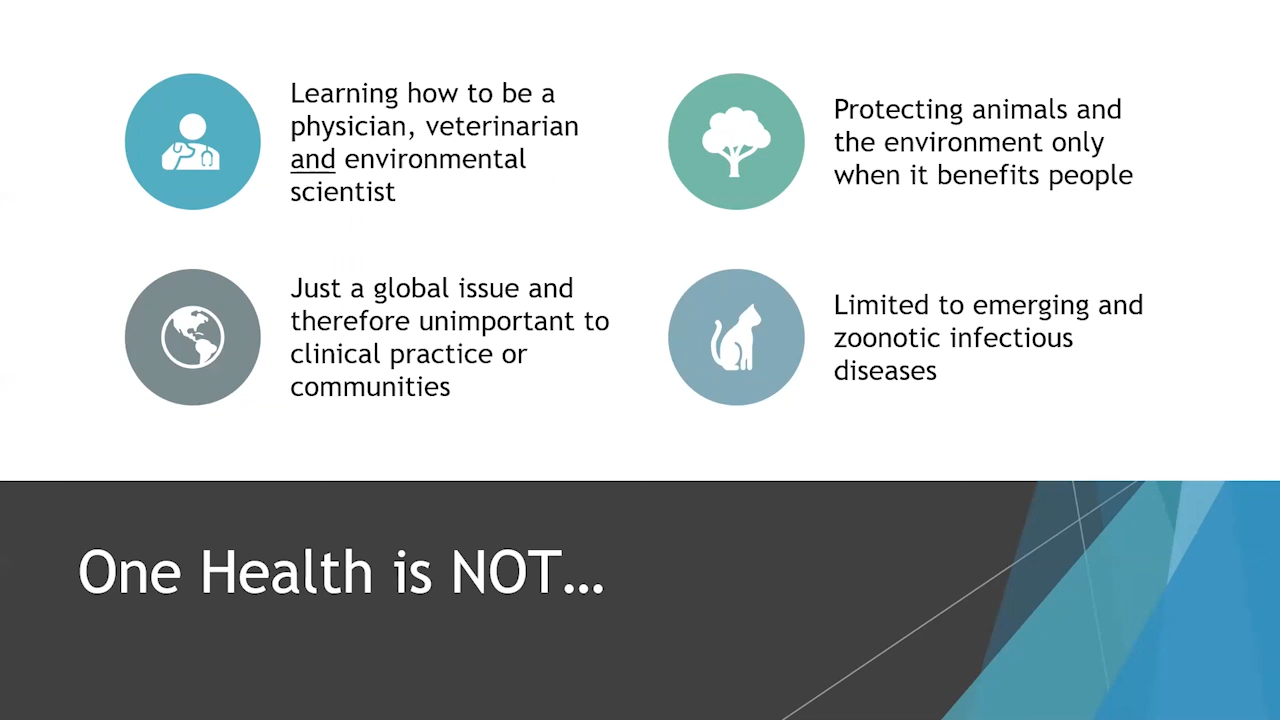 Learning how to be a
physician, veterinarian
and environmental
scientist
Protecting animals and
the environment only
when it benefits people
Just a global issue and
therefore unimportant to
clinical practice or
communities
Limited to emerging and
zoonotic infectious
diseases
One Health is NOT…